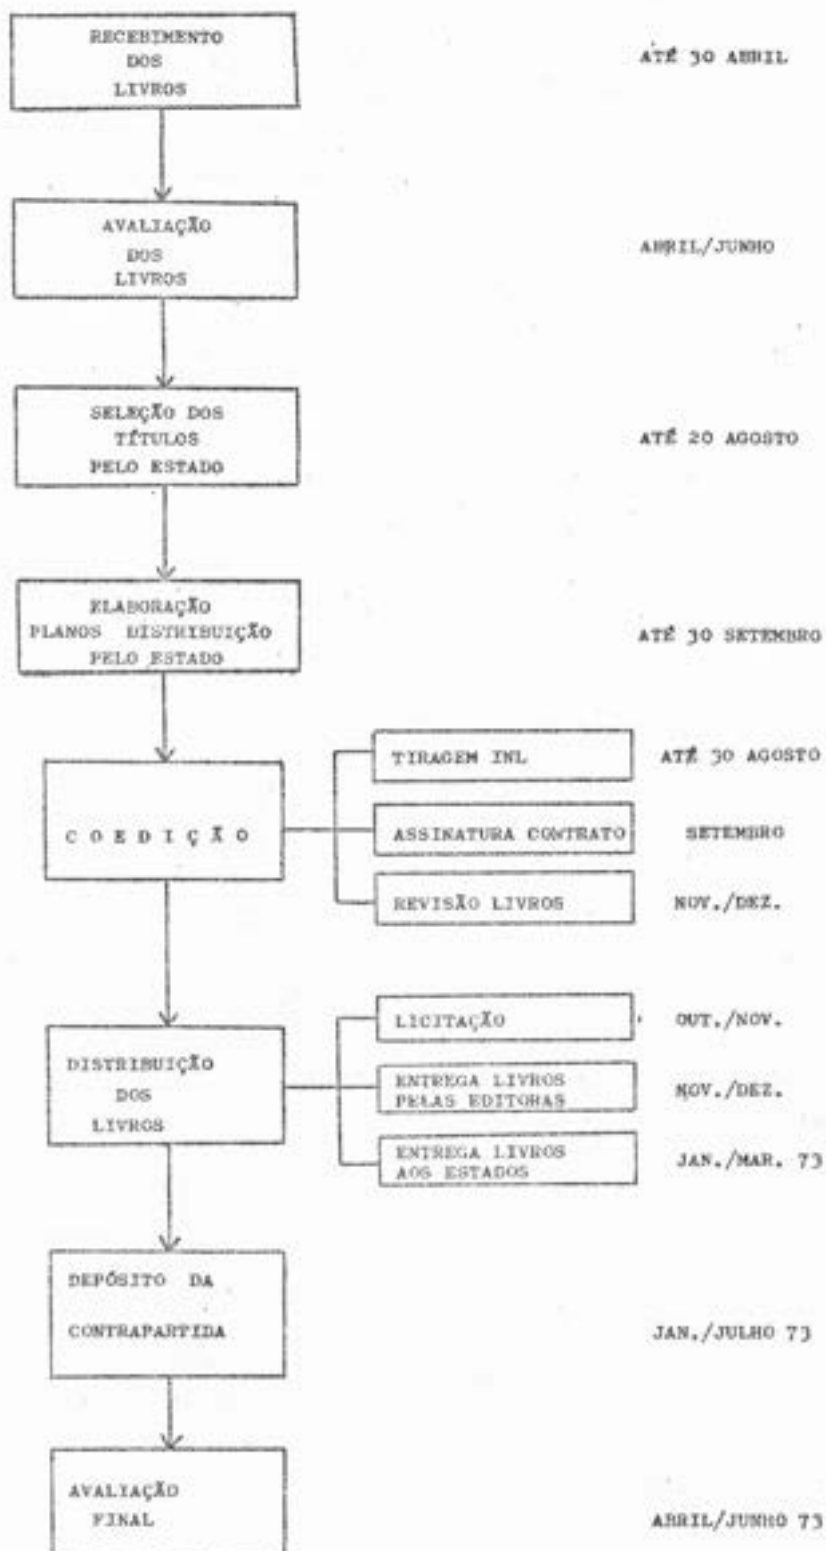 RECEBIMENTO
DOS
LIVROS
ATÉ 30 ABRIL
AVALIAÇÃO
DOS
LIVROS
ABRIL/JUNHO
SELEÇÃO DOS
TÍTULOS
PELO ESTADO
ATÉ 20 AGOSTO
ELABORAÇÃO
PLANOS DISTRIBUIÇÃO
PELO ESTADO
ATÉ 30 SETEMBRO
COEDIÇÃO
TIRAGEM INL
ATÉ 30 AGOSTO
ASSINATURA CONTRATO
SETEMBRO
REVISÃO LIVROS
NOV./DEZ.
DISTRIBUIÇÃO
DOS
LIVROS
LICITAÇÃO
OUT./NOV.
ENTREGA LIVROS
PELAS EDITORAS
NOV./DEZ.
ENTREGA LIVROS
AOS ESTADOS
JAN./MAR. 73
DEPÓSITO DA
CONTRAPARTIDA
JAN./JULHO 73
AVALIAÇÃO
FINAL
ABRIL/JUNHO 73